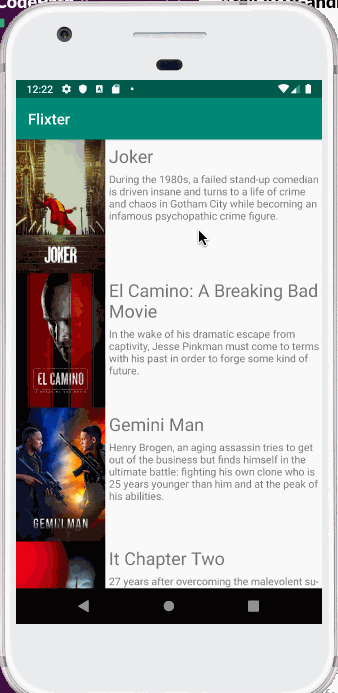 12:22
Flixter
Joker
During the 1980s, a failed stand-up comedian
is driven insane and turns to a life of crime
and chaos in Gotham City while becoming an
infamous psychopathic crime figure.
JOKER
El Camino: A Breaking Bad
Movie
In the wake of his dramatic escape from
captivity, Jesse Pinkman must come to terms
with his past in order to forge some kind of
future.
EL CAMINO
Gemini Man
Henry Brogen, an aging assassin tries to get
out of the business but finds himself in the
ultimate battle: fighting his own clone who is
25 years younger than him and at the peak of
his abilities.
GEMINI MAN
It Chapter Two
27 years after overcoming the malevolent su-